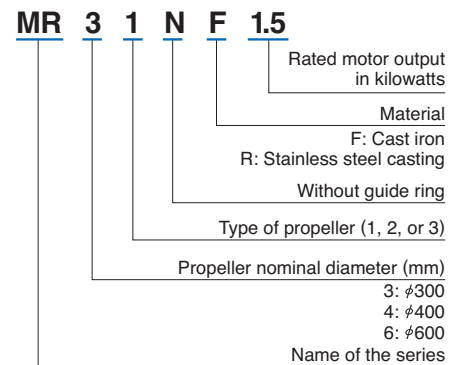 MR 3 1 N F 1.5
Rated motor output
in kilowatts
Material
F: Cast iron
R: Stainless steel casting
Without guide ring
Type of propeller (1, 2, or 3)
Propeller nominal diameter (mm)
3: ϕ300
4: ϕ400
6: ϕ600
Name of the series